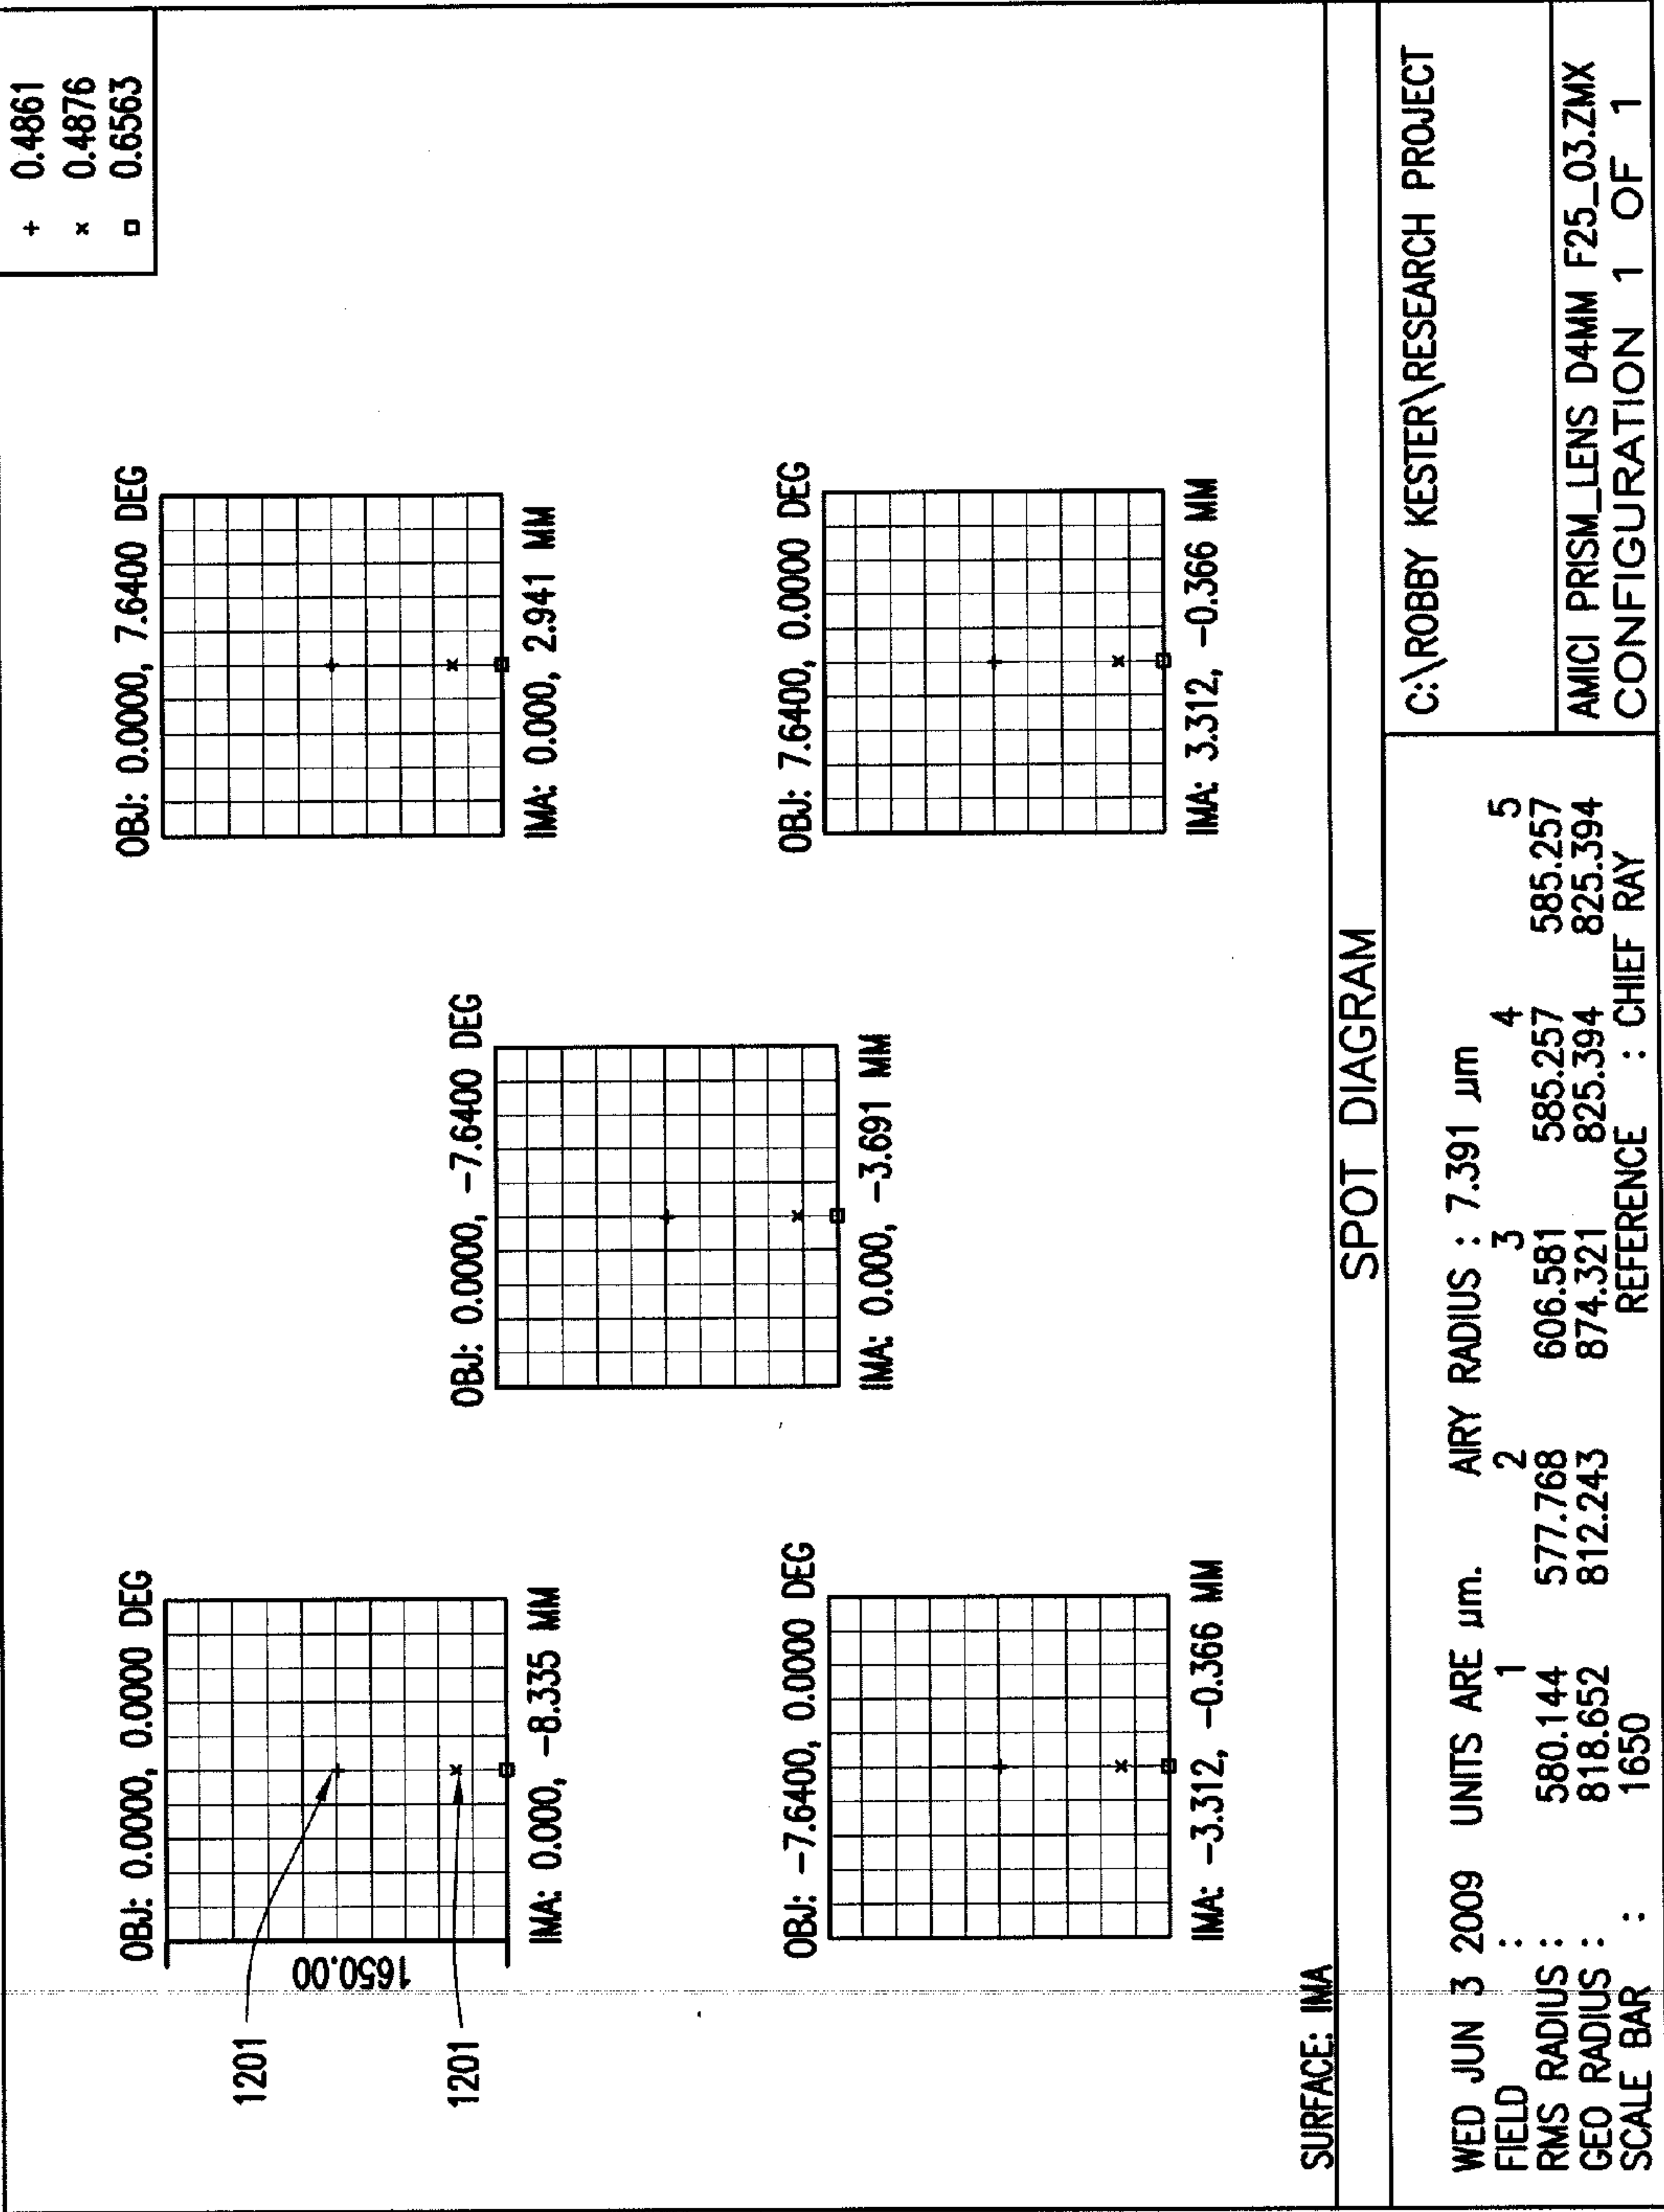 + 0.4861
× 0.4876
□ 0.6563
OBJ: 0.0000, 0.0000 DEG
1650.00
1201
1201
IMA: 0.000, -8.335 MM
OBJ: 0.0000, 7.6400 DEG
IMA: 0.000, 2.941 MM
OBJ: 0.0000, -7.6400 DEG
IMA: 0.000, -3.691 MM
OBJ: -7.6400, 0.0000 DEG
IMA: -3.312, -0.366 MM
OBJ: 7.6400, 0.0000 DEG
IMA: 3.312, -0.366 MM
SURFACE: IMA
SPOT DIAGRAM
WED JUN 3 2009 UNITS ARE µm. AIRY RADIUS : 7.391 µm
FIELD : 1 2 3 4 5
RMS RADIUS : 580.144 577.768 606.581 585.257 585.257
GEO RADIUS : 818.652 812.243 874.321 825.394 825.394
SCALE BAR : 1650 REFERENCE : CHIEF RAY
C:\ROBBY KESTER\RESEARCH PROJECT
AMICI PRISM_LENS D4MM F25_03.ZMX
CONFIGURATION 1 OF 1